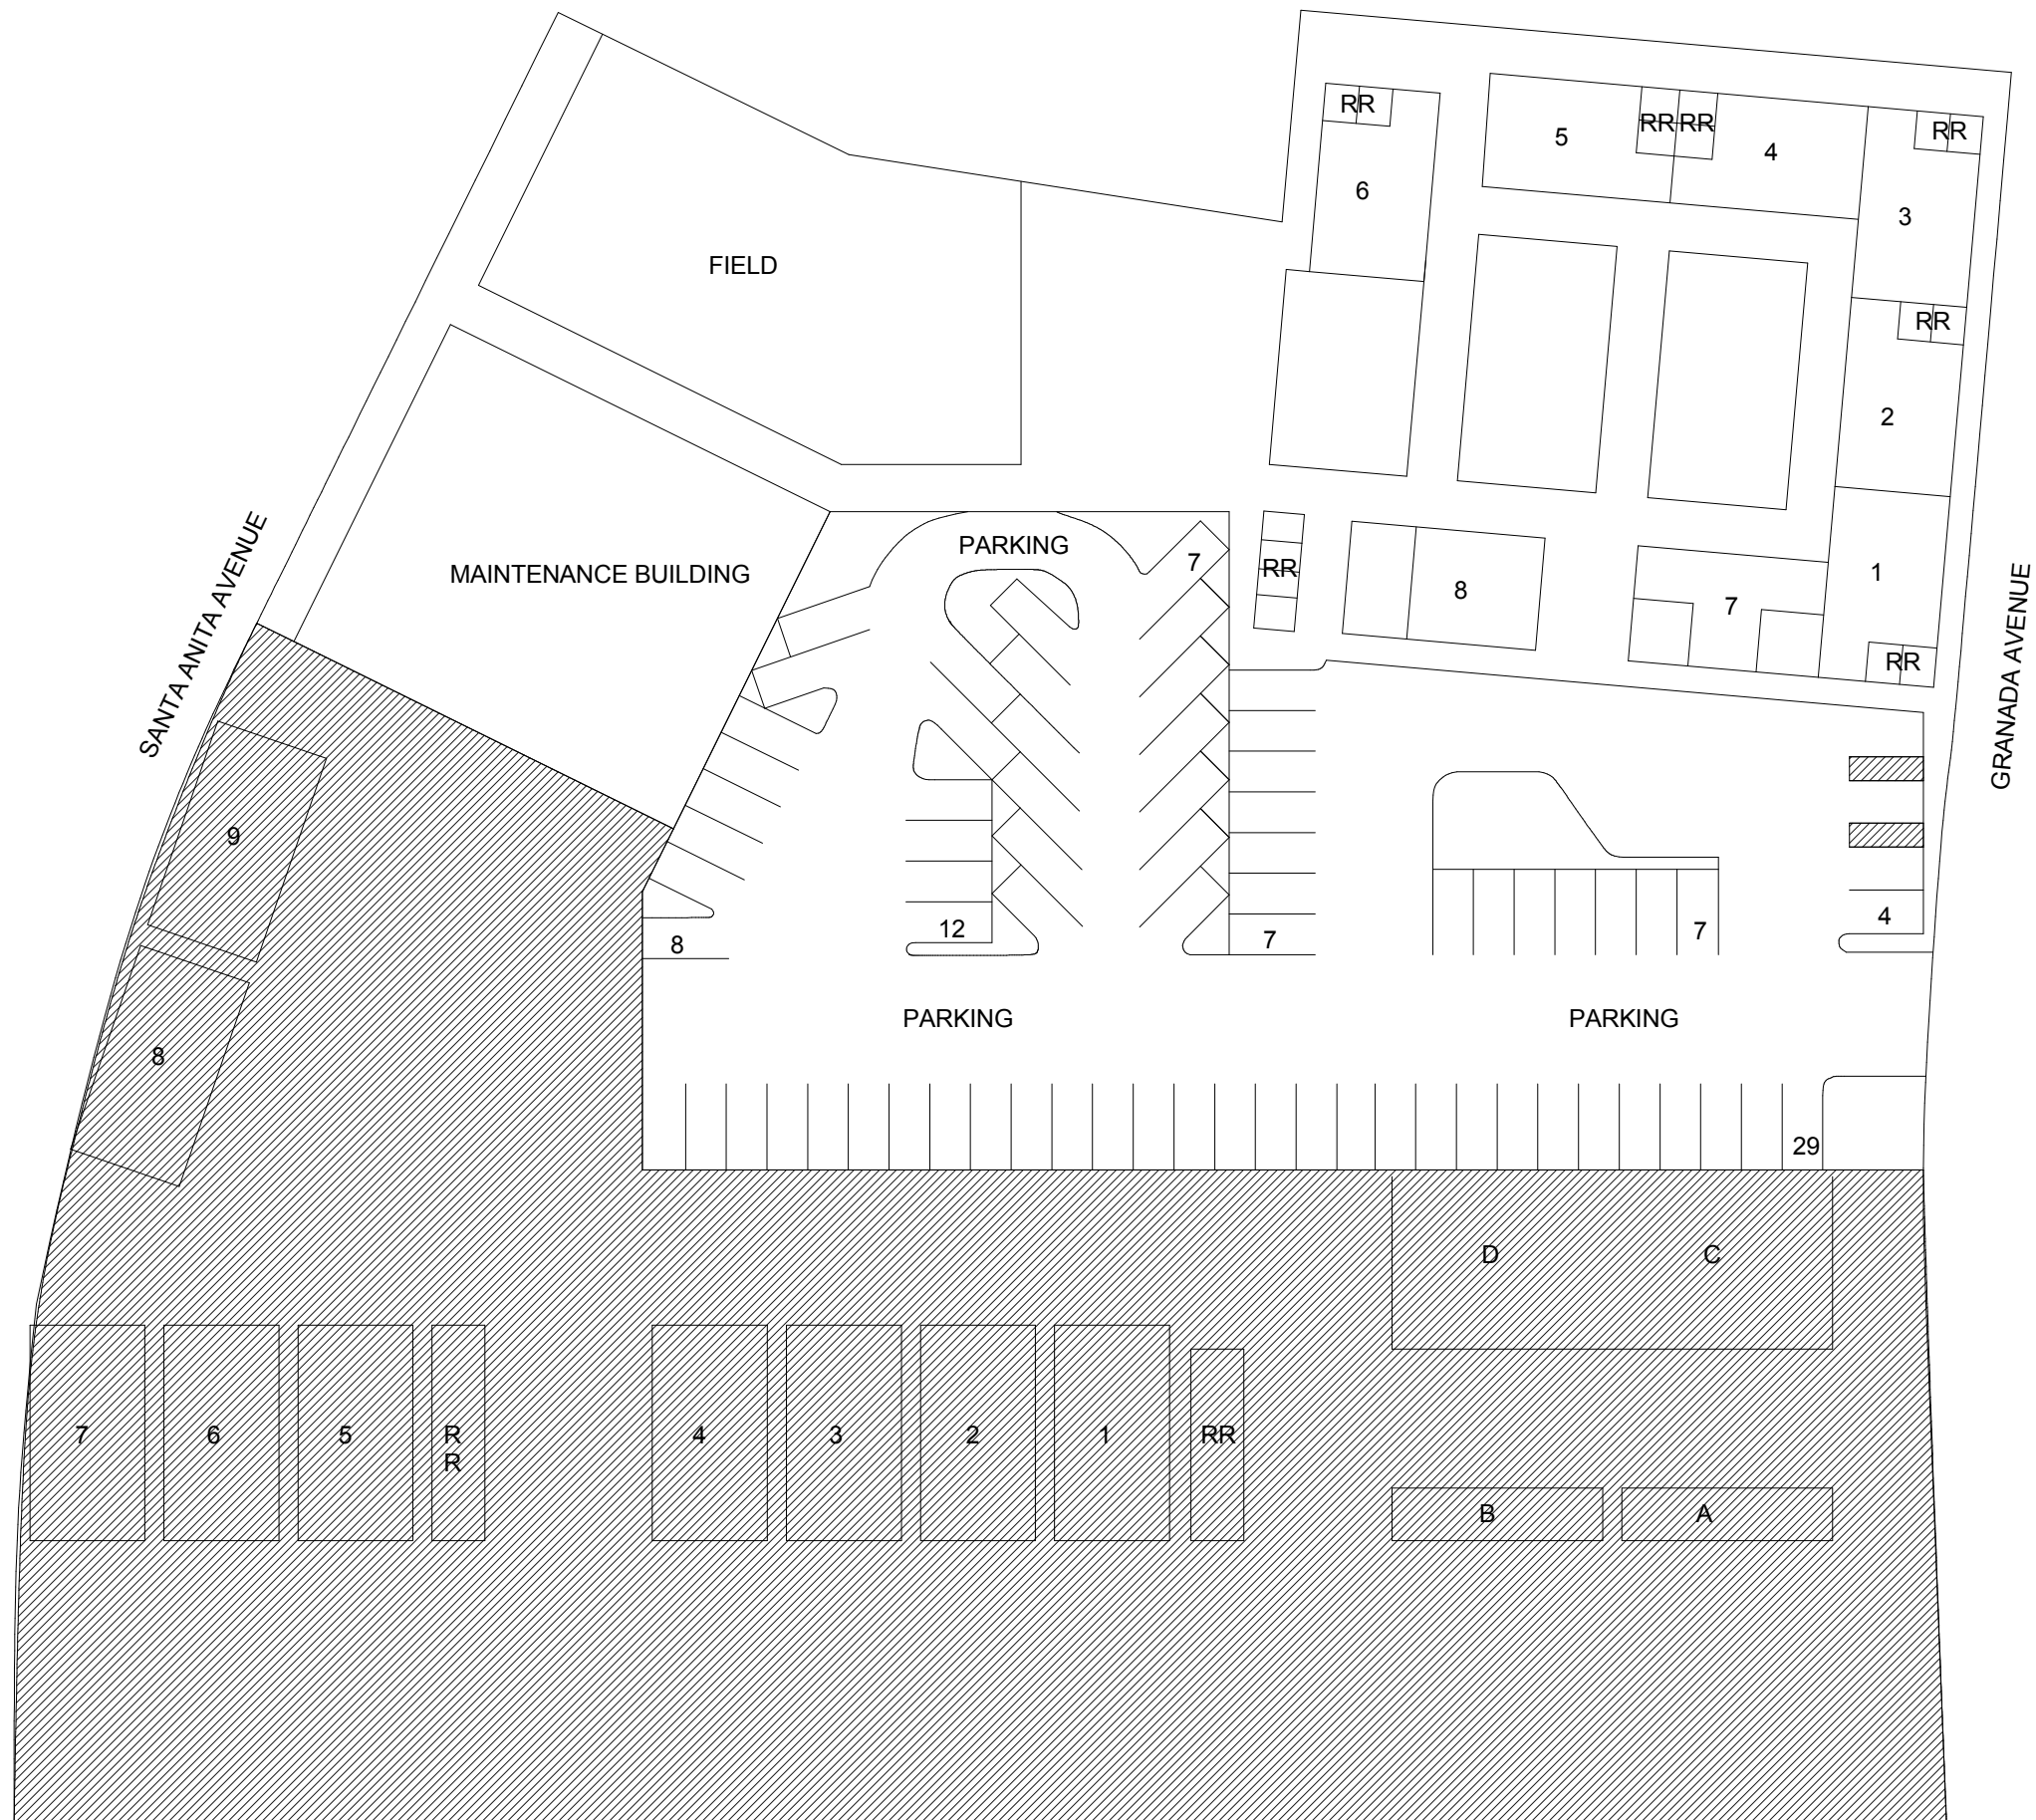 RR
RR RR
RR
5
4
6
3
FIELD
RR
2
SANTA ANITA AVENUE
MAINTENANCE BUILDING
PARKING
7
RR
8
7
1
RR
GRANADA AVENUE
9
8
12
7
7
4
8
PARKING
PARKING
29
D
C
7
6
5
R
R
4
3
2
1
RR
B
A